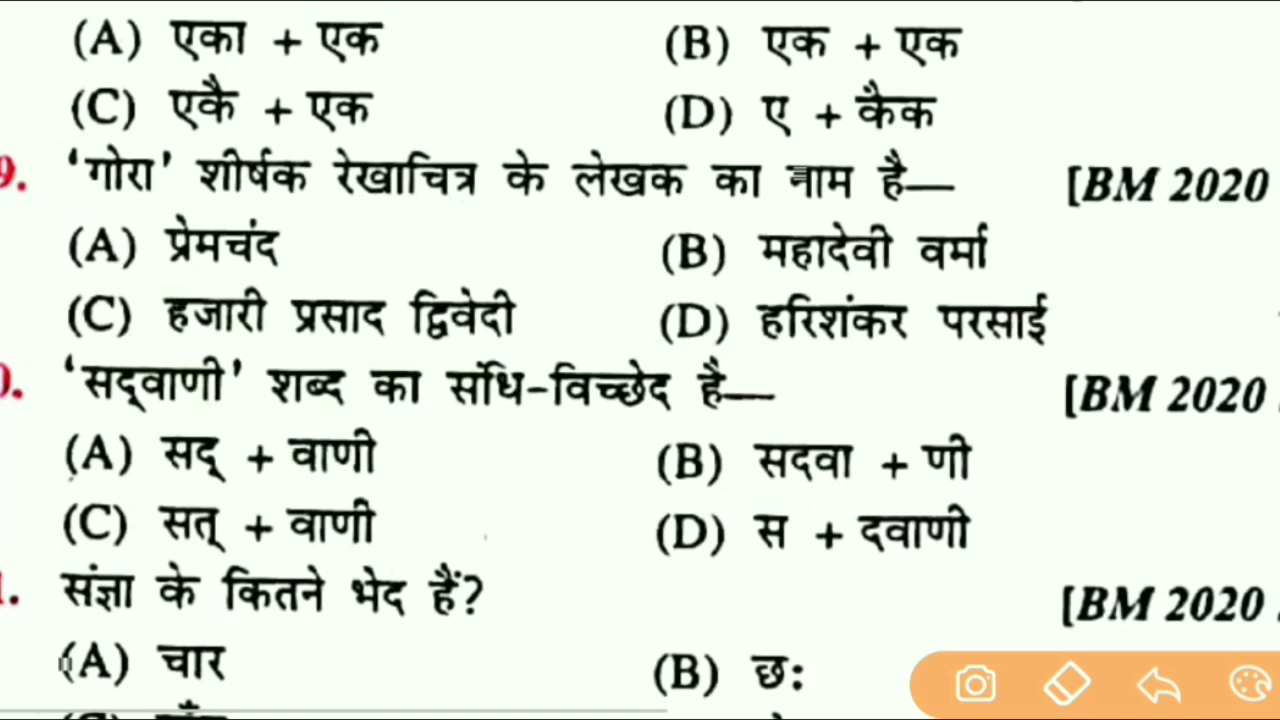 (A) एका + एक (B) एक + एक
(C) एकै + एक (D) ए + कैक
9. ‘गोरा’ शीर्षक रेखाचित्र के लेखक का नाम है— [BM 2020
(A) प्रेमचंद (B) महादेवी वर्मा
(C) हजारी प्रसाद द्विवेदी (D) हरिशंकर परसाई
0. ‘सद्‌वाणी’ शब्द का संधि-विच्छेद है— [BM 2020
(A) सद् + वाणी (B) सदवा + णी
(C) सत् + वाणी (D) स + दवाणी
. संज्ञा के कितने भेद हैं? [BM 2020
(A) चार (B) छ: